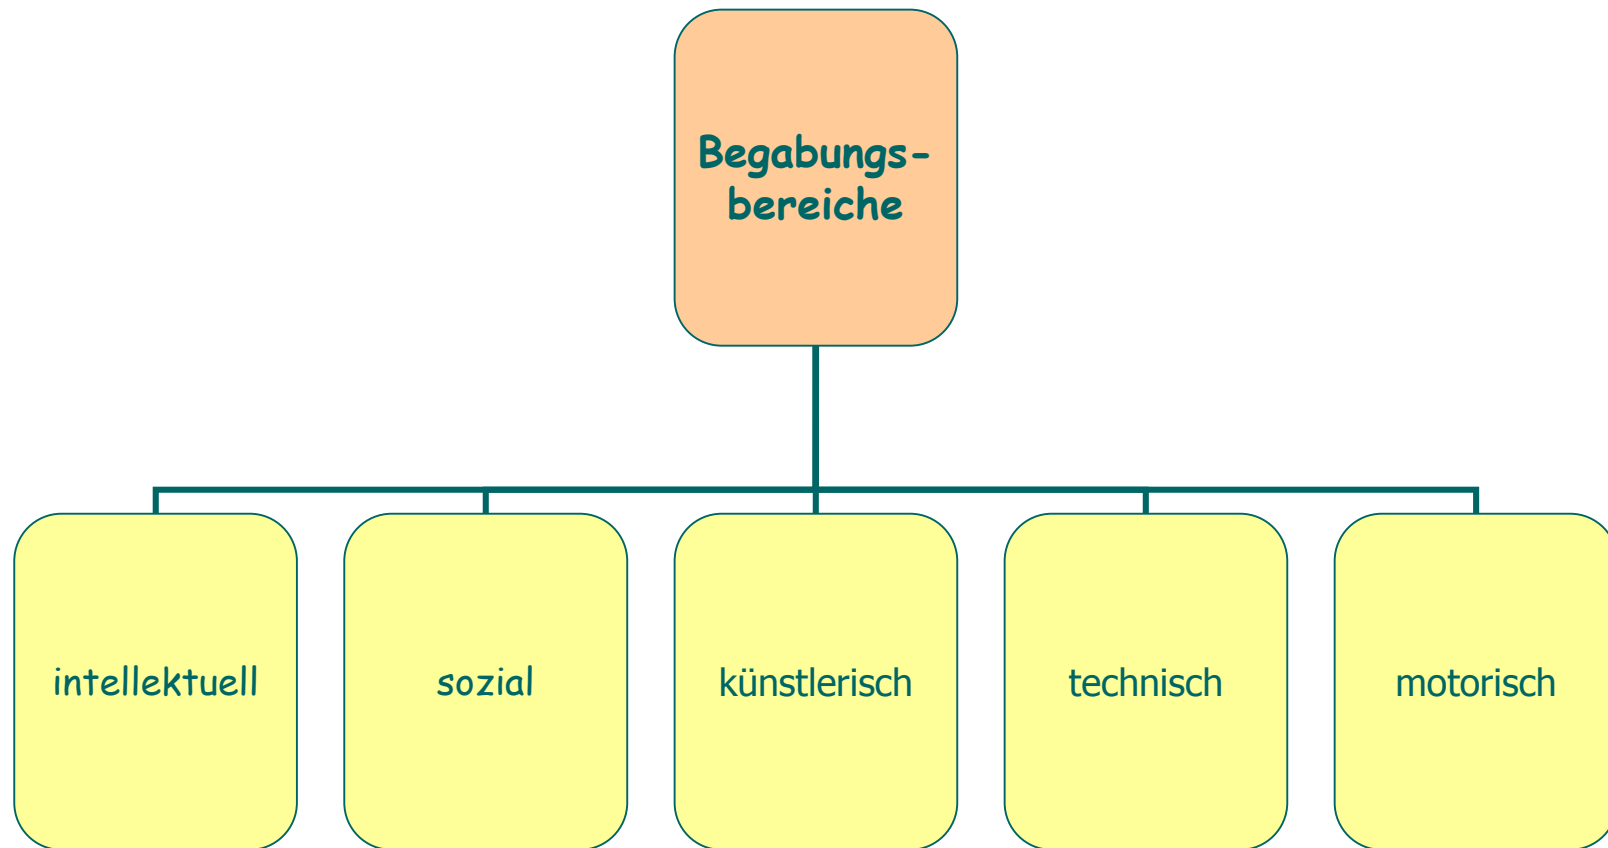 Begabungs-
bereiche
intellektuell
sozial
künstlerisch
technisch
motorisch